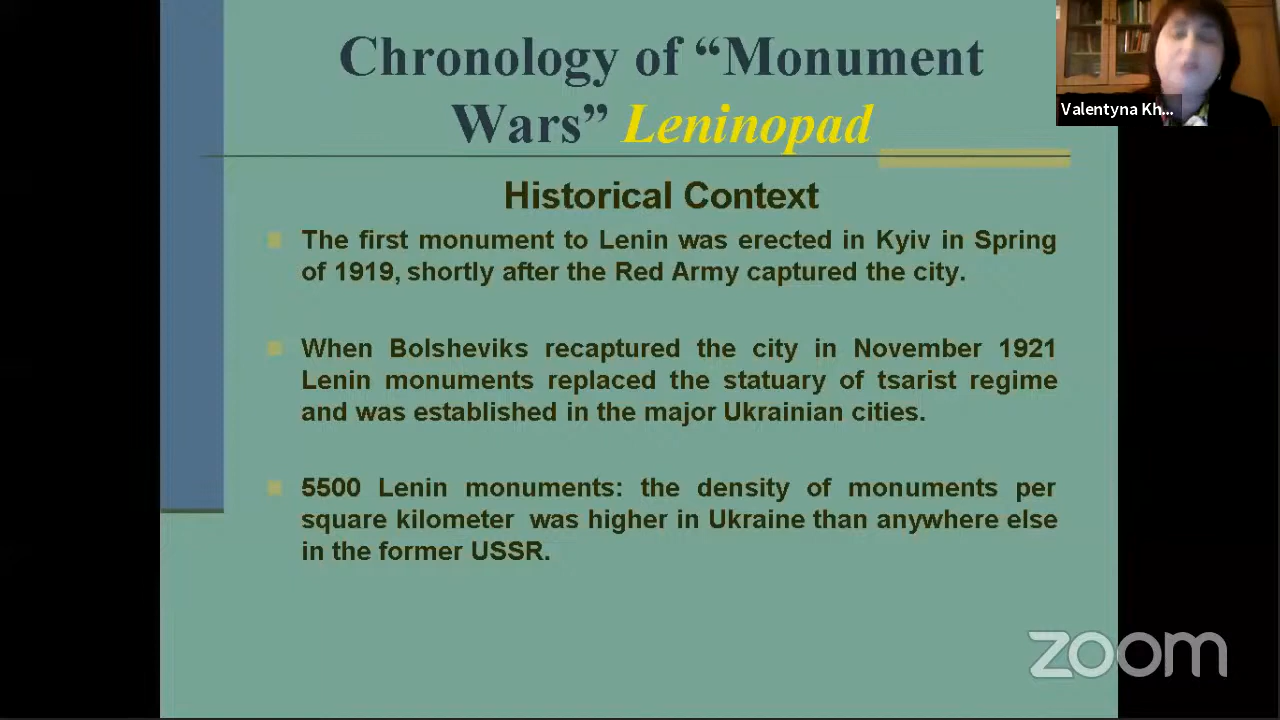 Chronology of “Monument
Wars” Leninopad
Valentyna Kh...
Historical Context
The first monument to Lenin was erected in Kyiv in Spring
of 1919, shortly after the Red Army captured the city.
When Bolsheviks recaptured the city in November 1921
Lenin monuments replaced the statuary of tsarist regime
and was established in the major Ukrainian cities.
5500 Lenin monuments: the density of monuments per
square kilometer was higher in Ukraine than anywhere else
in the former USSR.
zoom